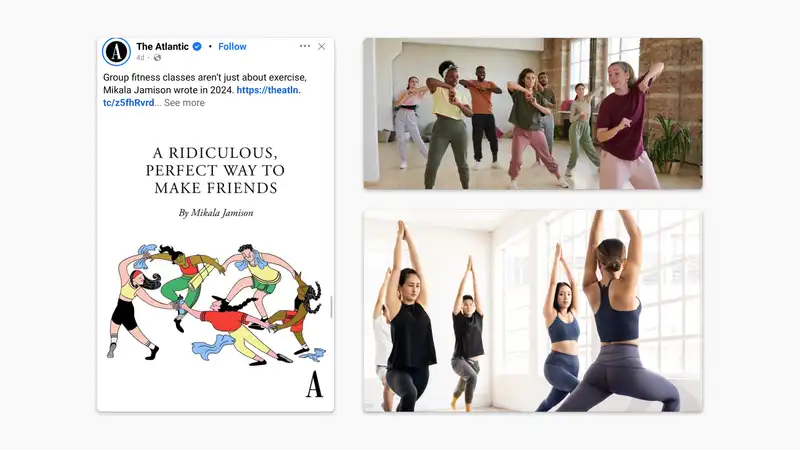 A
The Atlantic • Follow
4d ·
Group fitness classes aren't just about exercise,
Mikala Jamison wrote in 2024. https://theatln.
tc/z5fhRvrd... See more
A RIDICULOUS,
PERFECT WAY TO
MAKE FRIENDS
By Mikala Jamison
A